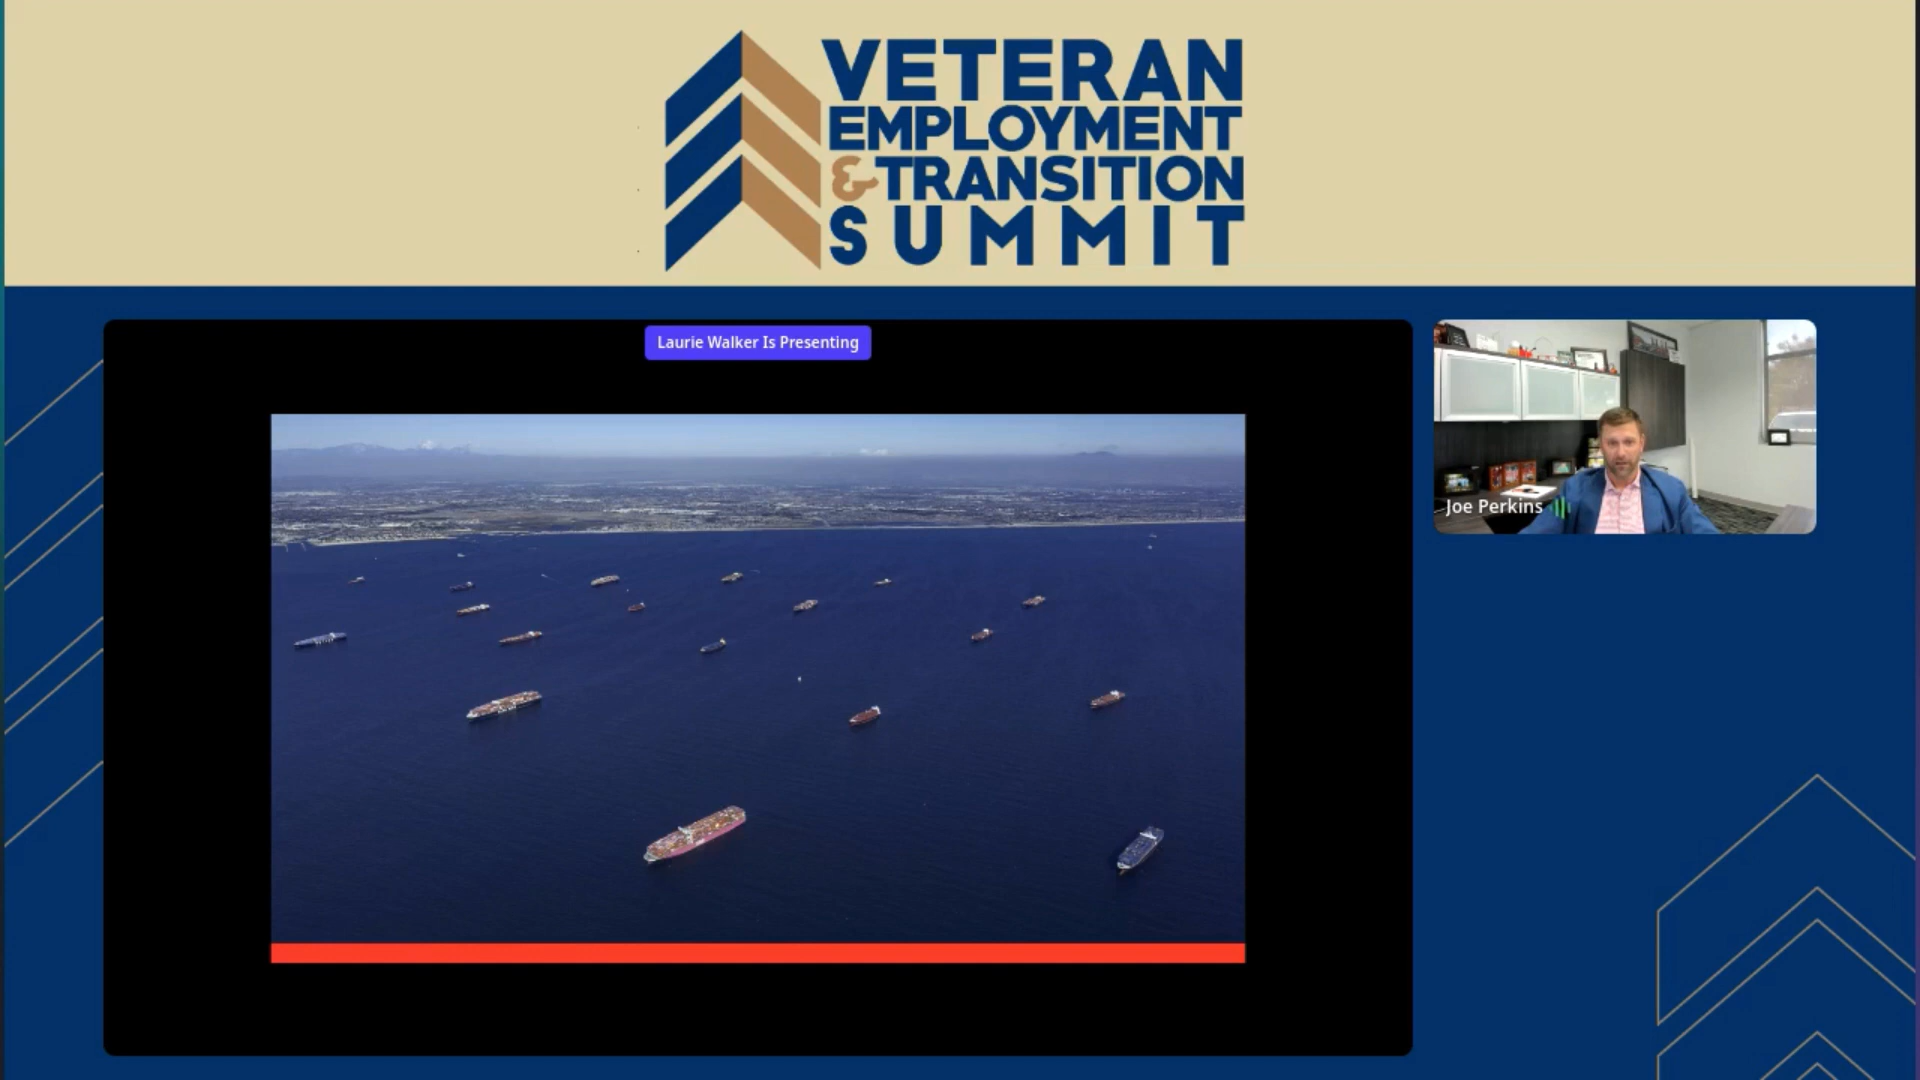 VETERAN
EMPLOYMENT
& TRANSITION
SUMMIT
Laurie Walker Is Presenting
Joe Perkins